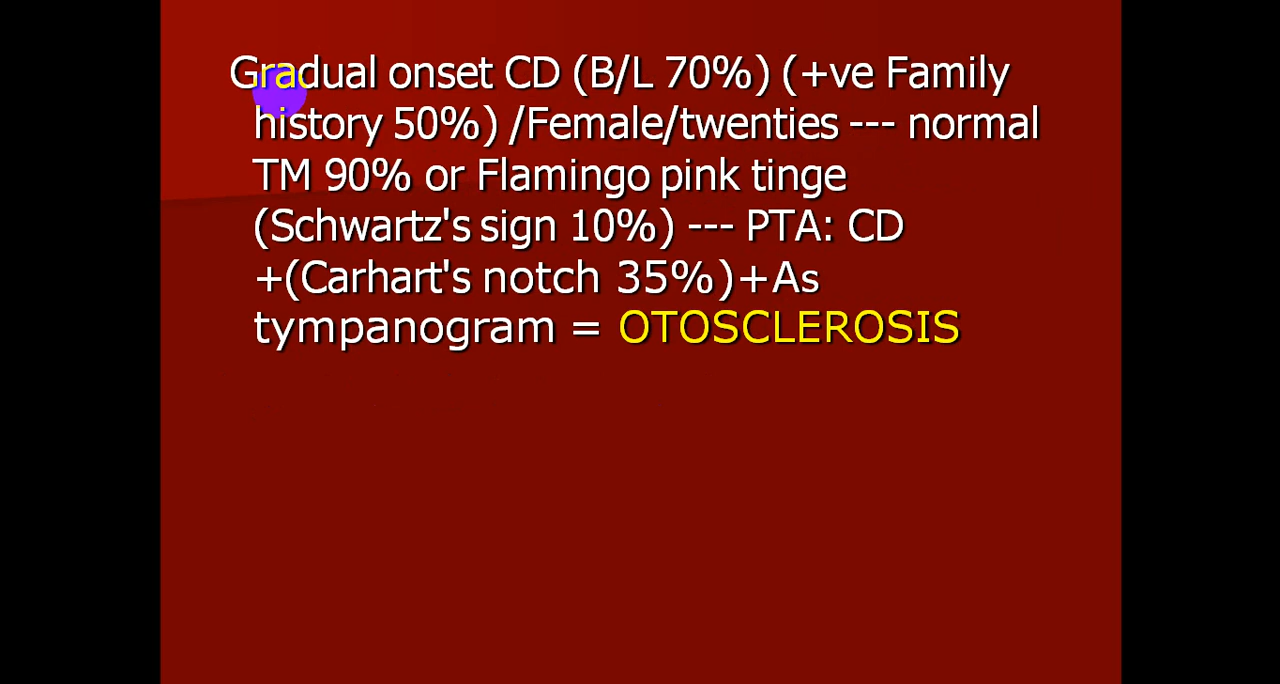 Gradual onset CD (B/L 70%) (+ve Family
history 50%) /Female/twenties --- normal
TM 90% or Flamingo pink tinge
(Schwartz's sign 10%) --- PTA: CD
+(Carhart's notch 35%)+As
tympanogram = OTOSCLEROSIS